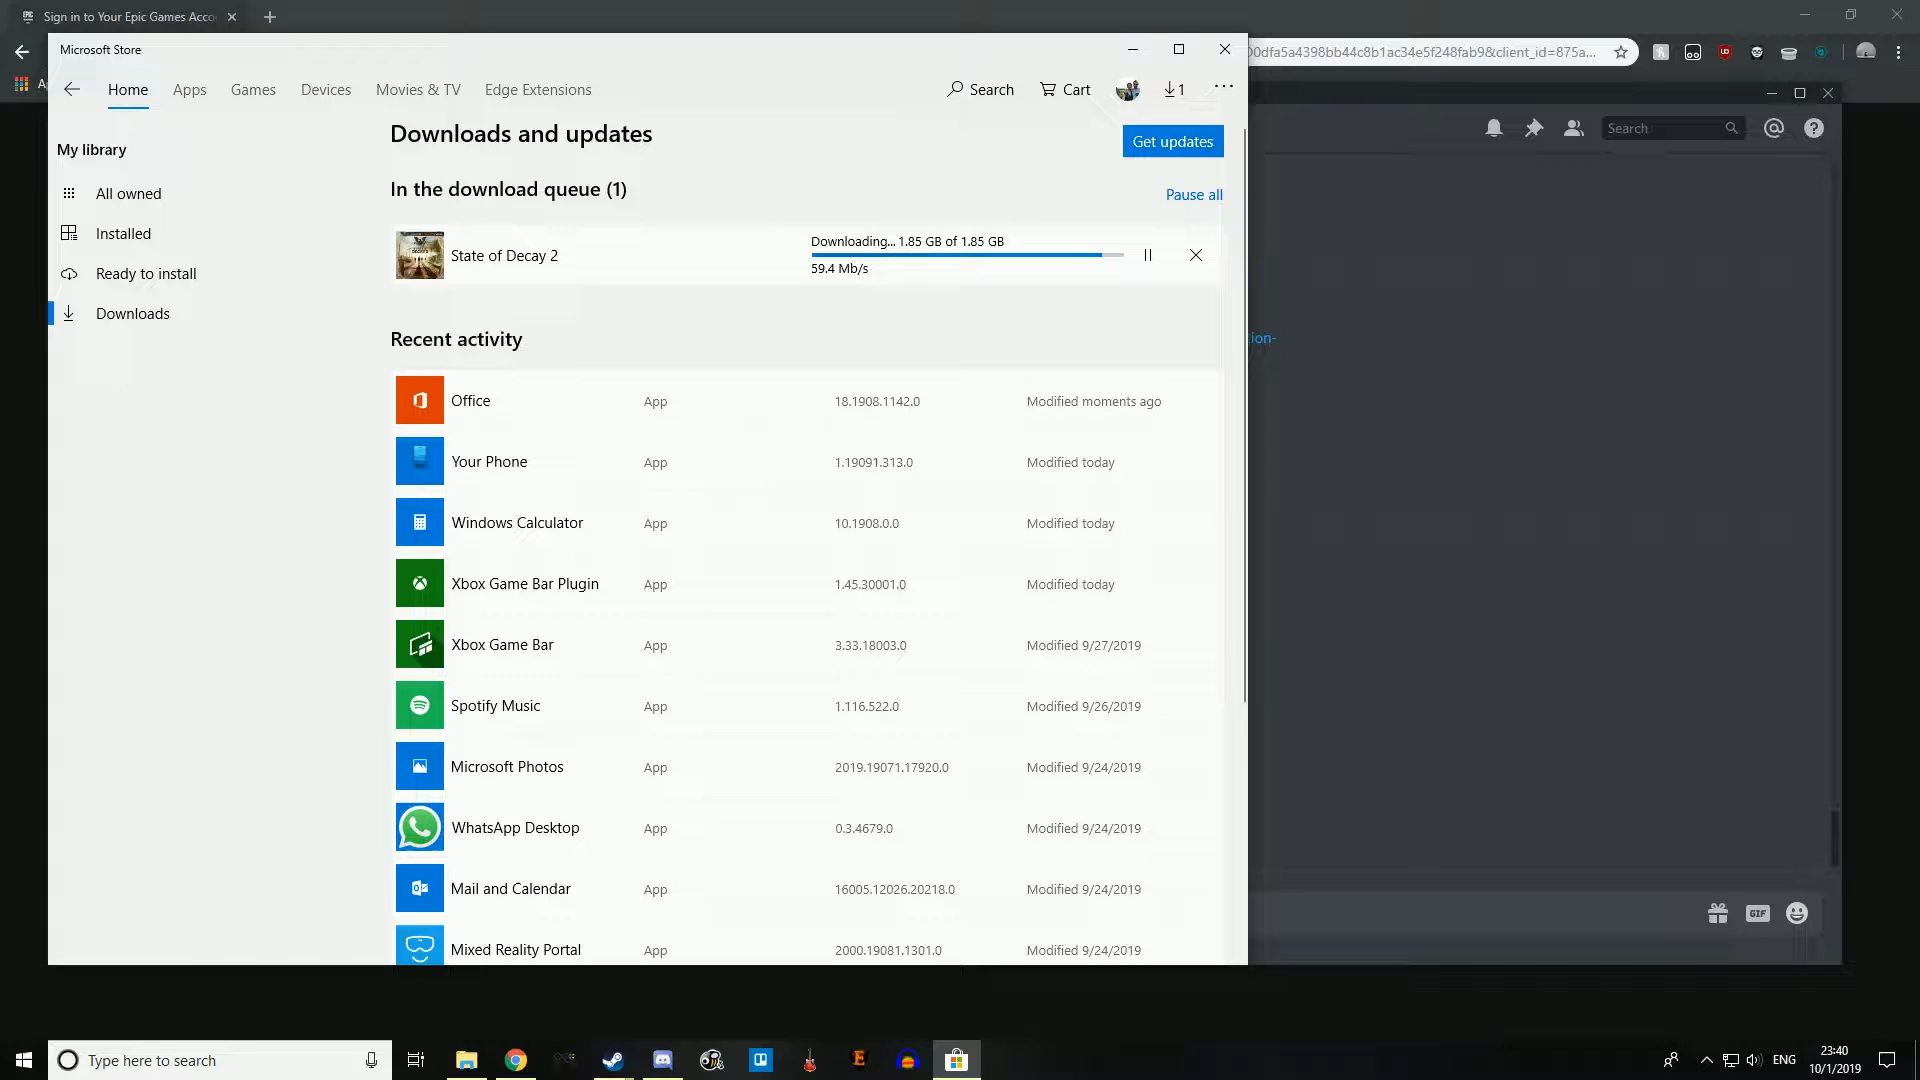 Sign in to Your Epic Games Acco
Microsoft Store
0dfa5a4398bb44c8b1ac34e5f248fab9&client_id=875a...
Home
Apps
Games
Devices
Movies & TV
Edge Extensions
Search
Cart
1
Downloads and updates
Get updates
My library
All owned
Installed
Ready to install
Downloads
In the download queue (1)
Pause all
State of Decay 2
Downloading... 1.85 GB of 1.85 GB
59.4 Mb/s
Recent activity
Office App 18.1908.1142.0 Modified moments ago
Your Phone App 1.19091.313.0 Modified today
Windows Calculator App 10.1908.0.0 Modified today
Xbox Game Bar Plugin App 1.45.30001.0 Modified today
Xbox Game Bar App 3.33.18003.0 Modified 9/27/2019
Spotify Music App 1.116.522.0 Modified 9/26/2019
Microsoft Photos App 2019.19071.17920.0 Modified 9/24/2019
WhatsApp Desktop App 0.3.4679.0 Modified 9/24/2019
Mail and Calendar App 16005.12026.20218.0 Modified 9/24/2019
Mixed Reality Portal App 2000.19081.1301.0 Modified 9/24/2019
Search
ion-
GIF
Type here to search
ENG
23:40
10/1/2019